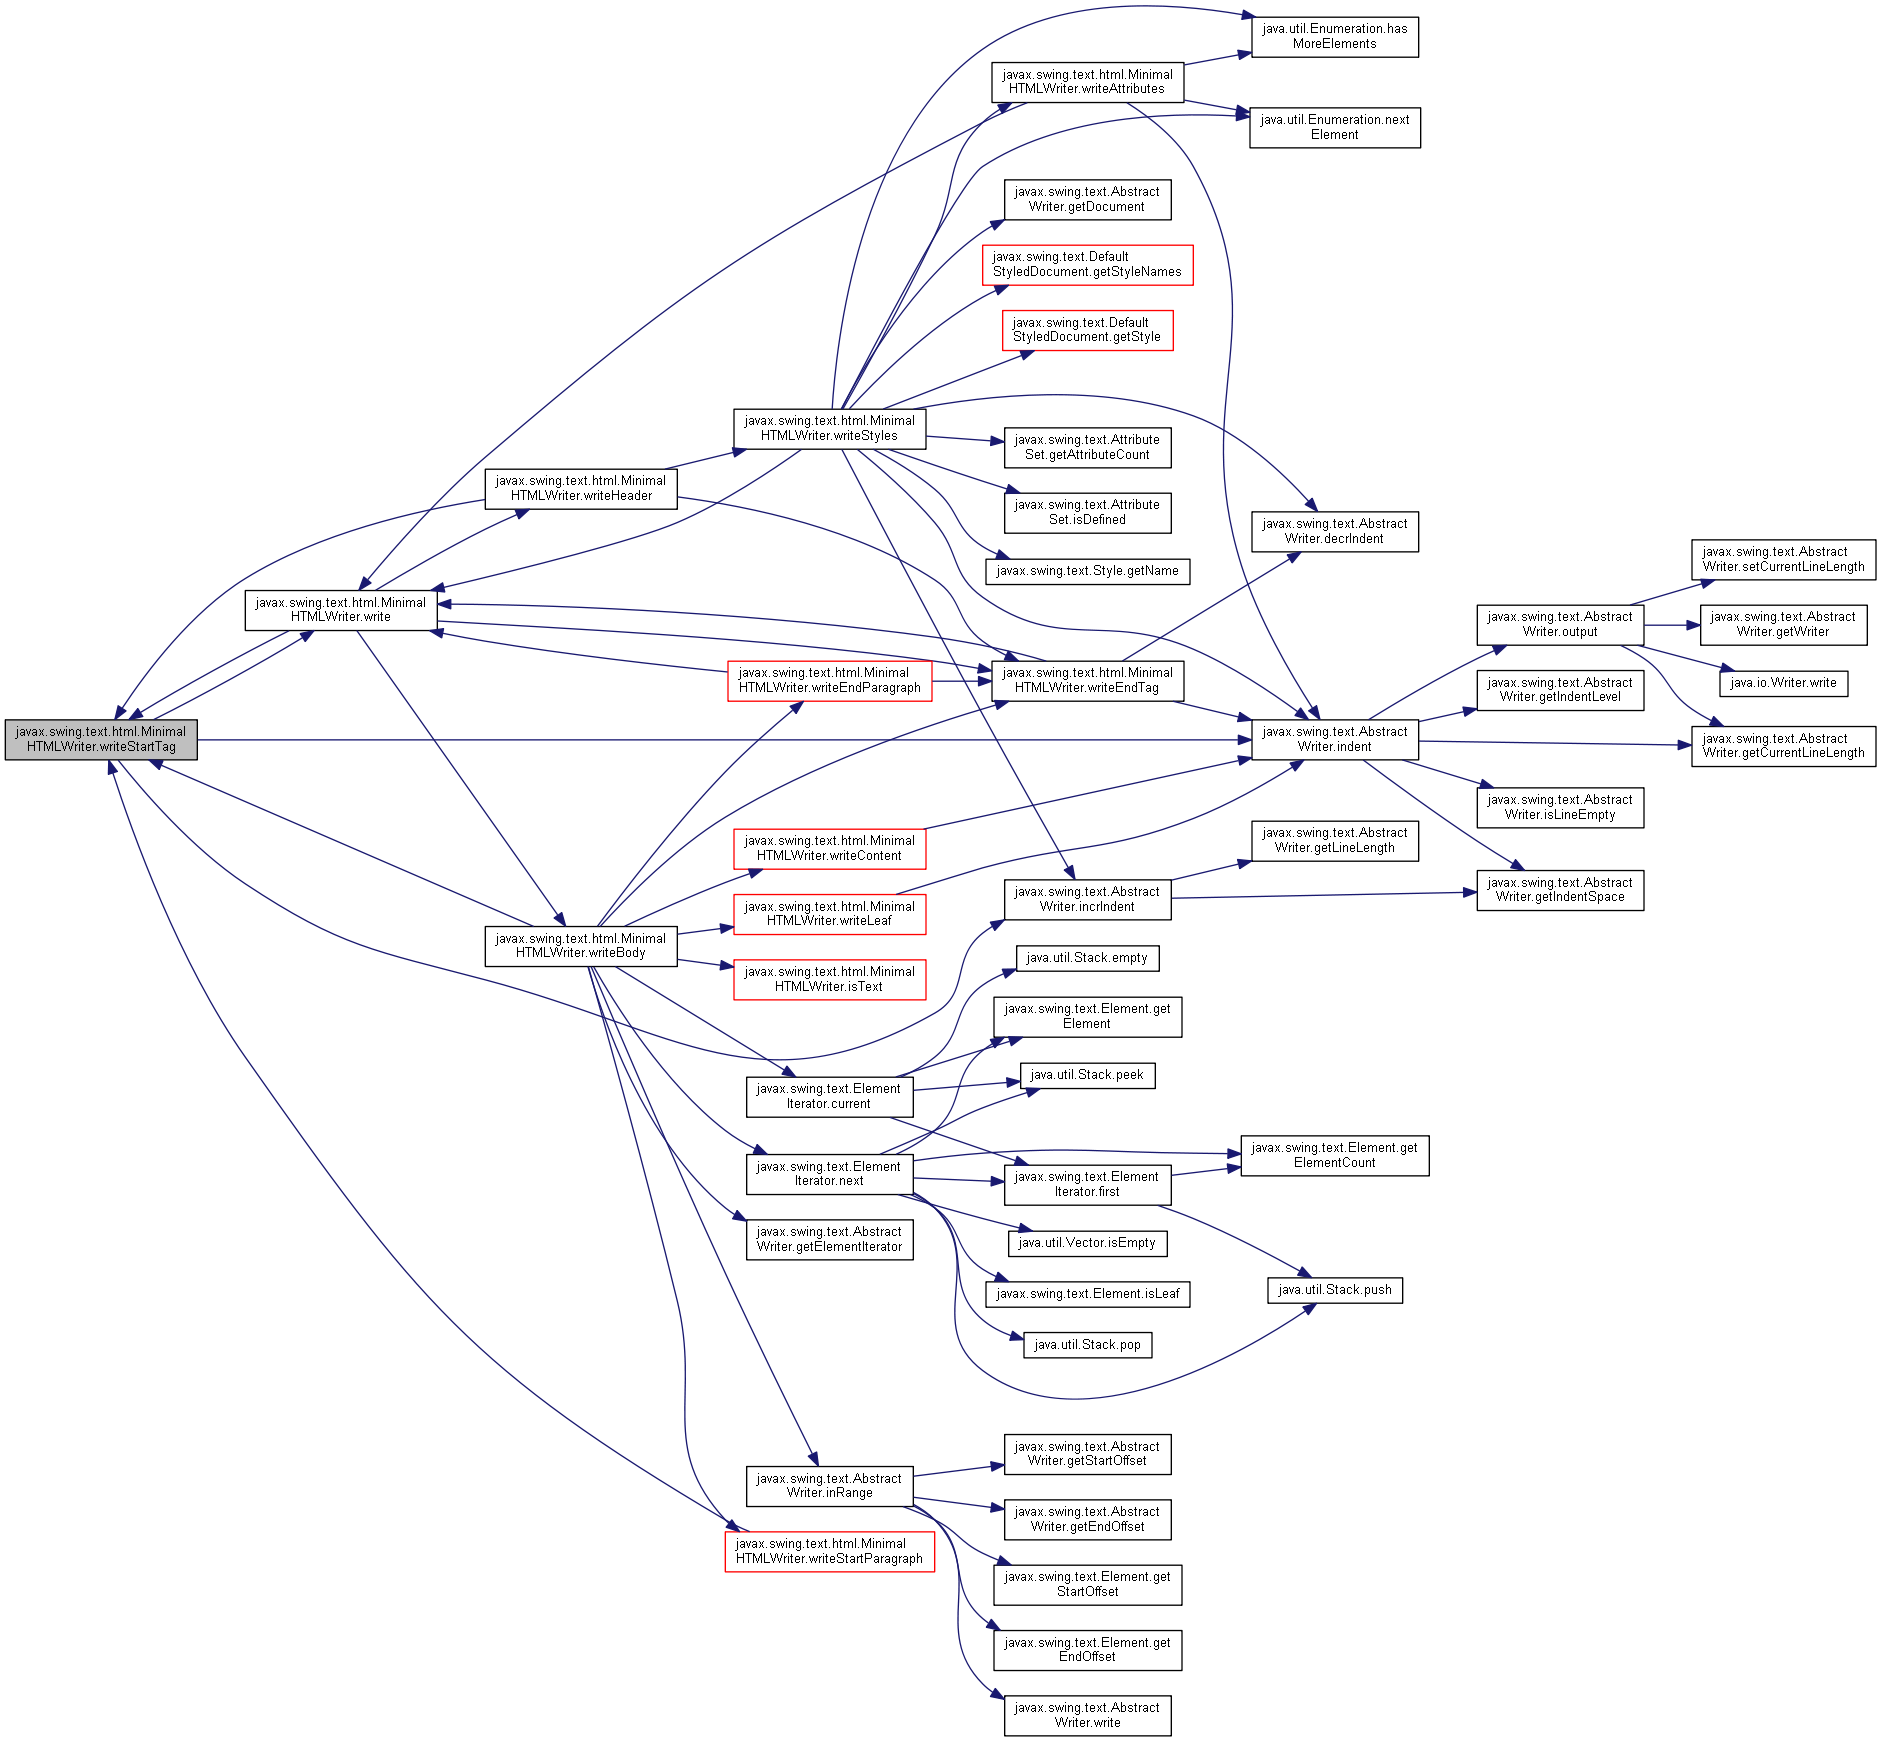 java.util.Enumeration.has
MoreElements
javax.swing.text.html.Minimal
HTMLWriter.writeAttributes
java.util.Enumeration.next
Element
javax.swing.text.Abstract
Writer.getDocument
javax.swing.text.Default
StyledDocument.getStyleNames
javax.swing.text.Default
StyledDocument.getStyle
javax.swing.text.html.Minimal
HTMLWriter.writeStyles
javax.swing.text.Attribute
Set.getAttributeCount
javax.swing.text.html.Minimal
HTMLWriter.writeHeader
javax.swing.text.Attribute
Set.isDefined
javax.swing.text.Abstract
Writer.decrIndent
javax.swing.text.Style.getName
javax.swing.text.Abstract
Writer.setCurrentLineLength
javax.swing.text.html.Minimal
HTMLWriter.write
javax.swing.text.Abstract
Writer.output
javax.swing.text.Abstract
Writer.getWriter
javax.swing.text.html.Minimal
HTMLWriter.writeEndParagraph
javax.swing.text.html.Minimal
HTMLWriter.writeEndTag
javax.swing.text.Abstract
Writer.getIndentLevel
java.io.Writer.write
javax.swing.text.html.Minimal
HTMLWriter.writeStartTag
javax.swing.text.Abstract
Writer.indent
javax.swing.text.Abstract
Writer.getCurrentLineLength
javax.swing.text.Abstract
Writer.isLineEmpty
javax.swing.text.html.Minimal
HTMLWriter.writeContent
javax.swing.text.Abstract
Writer.getLineLength
javax.swing.text.Abstract
Writer.getIndentSpace
javax.swing.text.Abstract
Writer.incrIndent
javax.swing.text.html.Minimal
HTMLWriter.writeLeaf
javax.swing.text.html.Minimal
HTMLWriter.writeBody
java.util.Stack.empty
javax.swing.text.html.Minimal
HTMLWriter.isText
javax.swing.text.Element.get
Element
java.util.Stack.peek
javax.swing.text.Element
Iterator.current
javax.swing.text.Element.get
ElementCount
javax.swing.text.Element
Iterator.next
javax.swing.text.Element
Iterator.first
javax.swing.text.Abstract
Writer.getElementIterator
java.util.Vector.isEmpty
javax.swing.text.Element.isLeaf
java.util.Stack.push
java.util.Stack.pop
javax.swing.text.Abstract
Writer.getStartOffset
javax.swing.text.Abstract
Writer.inRange
javax.swing.text.Abstract
Writer.getEndOffset
javax.swing.text.html.Minimal
HTMLWriter.writeStartParagraph
javax.swing.text.Element.get
StartOffset
javax.swing.text.Element.get
EndOffset
javax.swing.text.Abstract
Writer.write